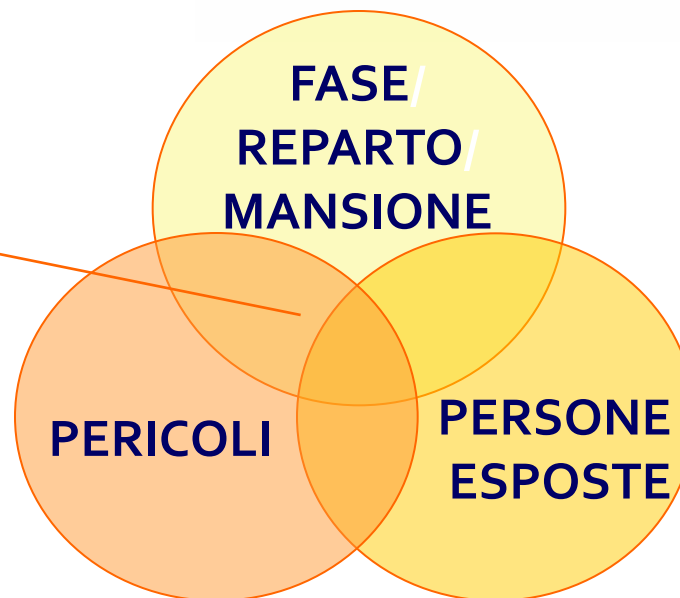 FASE/
REPARTO/
MANSIONE
PERICOLI
PERSONE
ESPOSTE